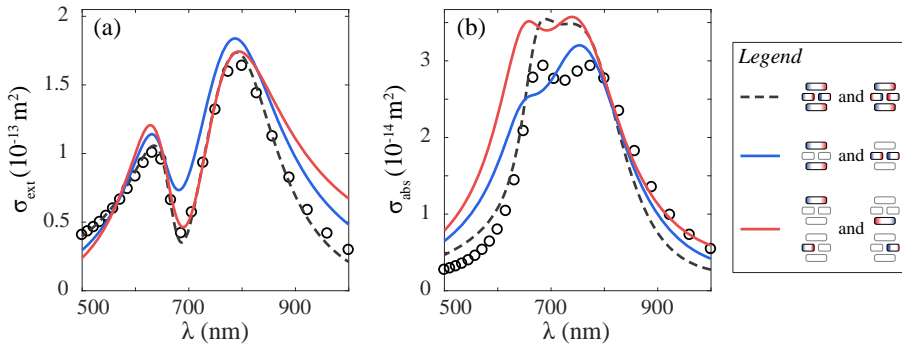 (a)
σext (10⁻¹³ m²)
2
1.5
1
0.5
0
500
700
900
λ (nm)
(b)
σabs (10⁻¹⁴ m²)
3
2
1
0
500
700
900
λ (nm)
Legend
and
and
and